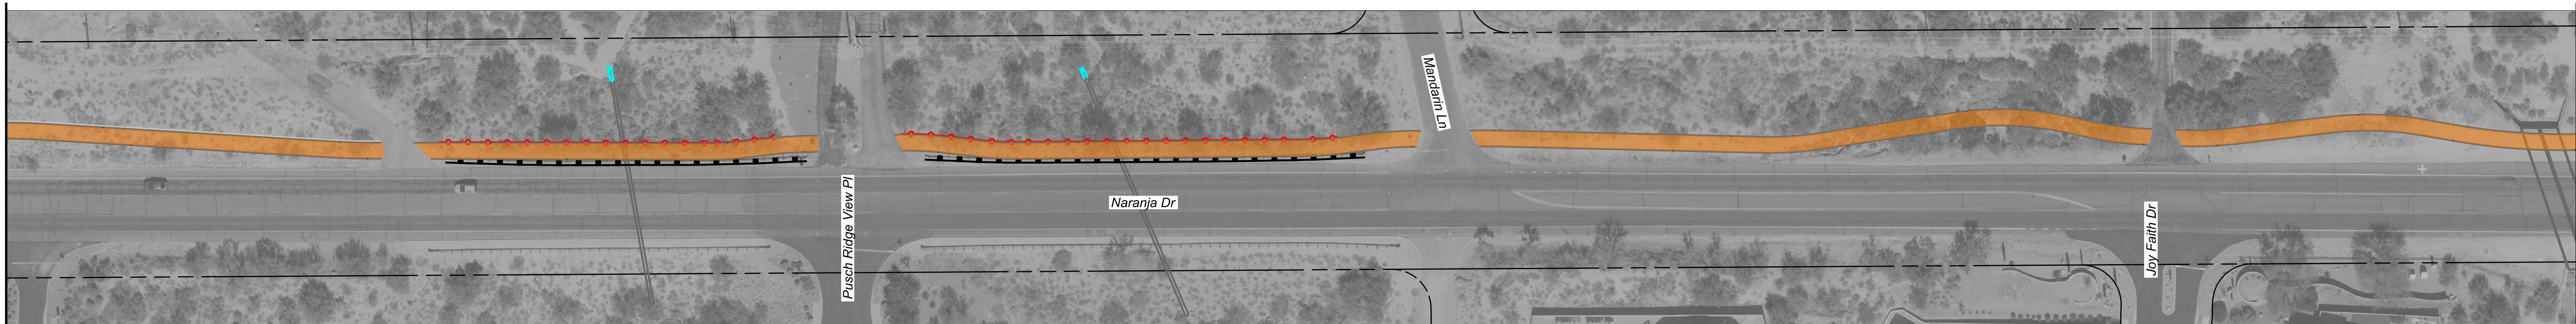 Mandarin Ln
Pusch Ridge View Pl
Naranja Dr
Joy Faith Dr